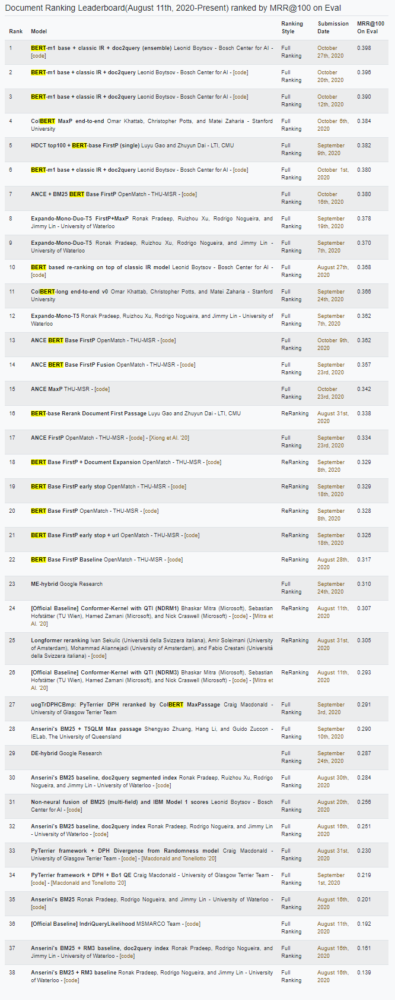 Document Ranking Leaderboard(August 11th, 2020-Present) ranked by MRR@100 on Eval
Rank Model Ranking Style Submission Date MRR@100 On Eval
1 BERT-m1 base + classic IR + doc2query (ensemble) Leonid Boytsov - Bosch Center for AI - Full October 0.398
[code] Ranking 27th, 2020
2 BERT-m1 base + classic IR + doc2query Leonid Boytsov - Bosch Center for AI - [code] Full October 0.396
Ranking 20th, 2020
3 BERT-m1 base + classic IR + doc2query Leonid Boytsov - Bosch Center for AI - [code] Full October 0.390
Ranking 12th, 2020
4 ColBERT MaxP end-to-end Omar Khattab, Christopher Potts, and Matei Zaharia - Stanford Full October 6th, 0.384
University Ranking 2020
5 HDCT top100 + BERT-base FirstP (single) Luyu Gao and Zhuyun Dai - LTI, CMU Full September 0.382
Ranking 9th, 2020
6 BERT-m1 base + classic IR + doc2query Leonid Boytsov - Bosch Center for AI - [code] Full October 1st, 0.380
Ranking 2020
7 ANCE + BM25 BERT Base FirstP OpenMatch - THU-MSR - [code] Full October 0.380
Ranking 16th, 2020
8 Expando-Mono-Duo-T5 FirstP+MaxP Ronak Pradeep, Ruizhou Xu, Rodrigo Nogueira, and Full September 0.378
Jimmy Lin - University of Waterloo Ranking 19th, 2020
9 Expando-Mono-Duo-T5 Ronak Pradeep, Ruizhou Xu, Rodrigo Nogueira, and Jimmy Lin - Full September 0.370
University of Waterloo Ranking 7th, 2020
10 BERT based re-ranking on top of classic IR model Leonid Boytsov - Bosch Center for AI - Full August 27th, 0.368
[code] Ranking 2020
11 ColBERT-long end-to-end v0 Omar Khattab, Christopher Potts, and Matei Zaharia - Stanford Full September 0.366
University Ranking 24th, 2020
12 Expando-Mono-T5 Ronak Pradeep, Ruizhou Xu, Rodrigo Nogueira, and Jimmy Lin - University of Full September 0.362
Waterloo Ranking 7th, 2020
13 ANCE BERT Base FirstP OpenMatch - THU-MSR - [code] Full October 9th, 0.362
Ranking 2020
14 ANCE BERT Base FirstP Fusion OpenMatch - THU-MSR - [code] Full September 0.357
Ranking 23rd, 2020
15 ANCE MaxP THU-MSR - [code] Full October 0.342
Ranking 23rd, 2020
16 BERT-base Rerank Document First Passage Luyu Gao and Zhuyun Dai - LTI, CMU ReRanking August 31st, 0.338
2020
17 ANCE FirstP OpenMatch - THU-MSR - [code] - [Xiong et Al. '20] Full September 0.334
Ranking 23rd, 2020
18 BERT Base FirstP + Document Expansion OpenMatch - THU-MSR - [code] ReRanking September 0.329
8th, 2020
19 BERT Base FirstP early stop OpenMatch - THU-MSR - [code] ReRanking September 0.329
18th, 2020
20 BERT Base FirstP OpenMatch - THU-MSR - [code] ReRanking September 0.328
8th, 2020
21 BERT Base FirstP early stop + url OpenMatch - THU-MSR - [code] ReRanking September 0.326
18th, 2020
22 BERT Base FirstP Baseline OpenMatch - THU-MSR - [code] ReRanking August 28th, 0.317
2020
23 ME-hybrid Google Research Full September 0.310
Ranking 24th, 2020
24 [Official Baseline] Conformer-Kernel with QTI (NDRM1) Bhaskar Mitra (Microsoft), Sebastian ReRanking August 11th, 0.307
Hofstätter (TU Wien), Hamed Zamani (Microsoft), and Nick Craswell (Microsoft) - [code] - [Mitra et 2020
Al. '20]
25 Longformer reranking Ivan Sekulic (Università della Svizzera italiana), Amir Soleimani (University ReRanking August 31st, 0.305
of Amsterdam), Mohammad Aliannejadi (University of Amsterdam), and Fabio Crestani (Università 2020
della Svizzera italiana) - [code]
26 [Official Baseline] Conformer-Kernel with QTI (NDRM3) Bhaskar Mitra (Microsoft), Sebastian ReRanking August 11th, 0.293
Hofstätter (TU Wien), Hamed Zamani (Microsoft), and Nick Craswell (Microsoft) - [code] - [Mitra et 2020
Al. '20]
27 uogTrDPHCBmp: PyTerrier DPH reranked by ColBERT MaxPassage Craig Macdonald - Full September 0.291
University of Glasgow Terrier Team Ranking 3rd, 2020
28 Anserini's BM25 + T5QLM Max passage Shengyao Zhuang, Hang Li, and Guido Zuccon - Full September 0.290
IELab, The University of Queensland Ranking 10th, 2020
29 DE-hybrid Google Research Full September 0.287
Ranking 24th, 2020
30 Anserini's BM25 baseline, doc2query segmented index Ronak Pradeep, Ruizhou Xu, Rodrigo Full August 30th, 0.284
Nogueira, and Jimmy Lin - University of Waterloo - [code] Ranking 2020
31 Non-neural fusion of BM25 (multi-field) and IBM Model 1 scores Leonid Boytsov - Bosch Full August 20th, 0.256
Center for AI - [code] Ranking 2020
32 Anserini's BM25 baseline, doc2query index Ronak Pradeep, Rodrigo Nogueira, and Jimmy Lin Full August 16th, 0.251
- University of Waterloo - [code] Ranking 2020
33 PyTerrier framework + DPH Divergence from Randomness model Craig Macdonald - Full August 31st, 0.230
University of Glasgow Terrier Team - [code] - [Macdonald and Tonellotto '20] Ranking 2020
34 PyTerrier framework + DPH + Bo1 QE Craig Macdonald - University of Glasgow Terrier Team - Full September 0.219
[code] - [Macdonald and Tonellotto '20] Ranking 1st, 2020
35 Anserini's BM25 Ronak Pradeep, Rodrigo Nogueira, and Jimmy Lin - University of Waterloo - Full August 16th, 0.201
[code] Ranking 2020
36 [Official Baseline] IndriQueryLikelihood MSMARCO Team - [code] Full August 11th, 0.192
Ranking 2020
37 Anserini's BM25 + RM3 baseline, doc2query index Ronak Pradeep, Rodrigo Nogueira, and Full August 16th, 0.161
Jimmy Lin - University of Waterloo - [code] Ranking 2020
38 Anserini's BM25 + RM3 baseline Ronak Pradeep, Rodrigo Nogueira, and Jimmy Lin - University Full August 16th, 0.139
of Waterloo - [code] Ranking 2020